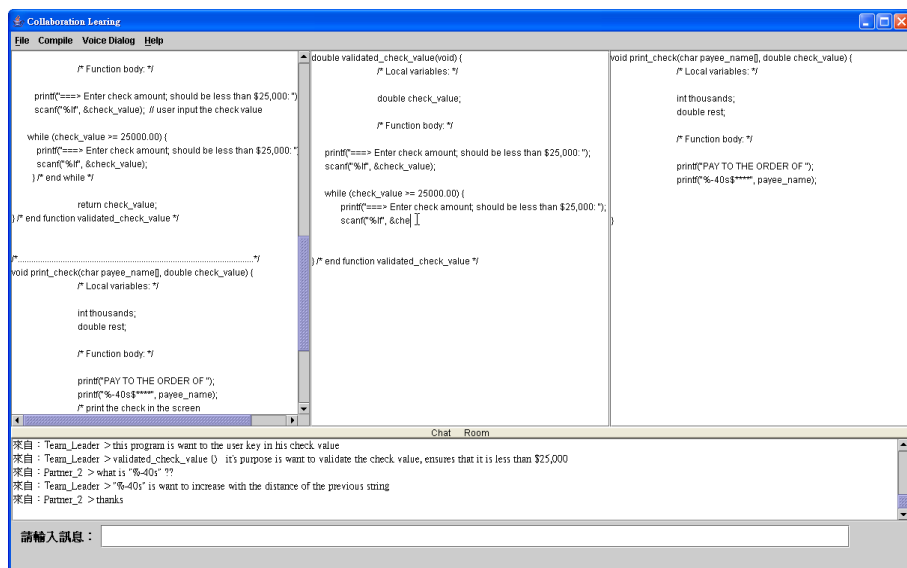 Collaboration Learing
File Compile Voice Dialog Help
/* Function body: */
printf("===> Enter check amount; should be less than $25,000: ")
scanf("%lf", &check_value); // user input the check value
while (check_value >= 25000.00) {
printf("===> Enter check amount; should be less than $25,000: "
scanf("%lf", &check_value);
} /* end while */
return check_value;
} /* end function validated_check_value */
/*..........................................................................................*/
void print_check(char payee_name[], double check_value) {
/* Local variables: */
int thousands;
double rest;
/* Function body: */
printf("PAY TO THE ORDER OF ");
printf("%-40s$****", payee_name);
/* print the check in the screen
double validated_check_value(void) {
/* Local variables: */
double check_value;
/* Function body: */
printf("===> Enter check amount; should be less than $25,000: ");
scanf("%lf", &check_value);
while (check_value >= 25000.00) {
printf("===> Enter check amount; should be less than $25,000: ");
scanf("%lf", &che
} /* end function validated_check_value */
void print_check(char payee_name[], double check_value) {
/* Local variables: */
int thousands;
double rest;
/* Function body: */
printf("PAY TO THE ORDER OF ");
printf("%-40s$****", payee_name);
}
Chat Room
來自：Team_Leader > this program is want to the user key in his check value
來自：Team_Leader > validated_check_value () it's purpose is want to validate the check value, ensures that it is less than $25,000
來自：Partner_2 > what is "%-40s" ??
來自：Team_Leader > "%-40s" is want to increase with the distance of the previous string
來自：Partner_2 > thanks
請輸入訊息：